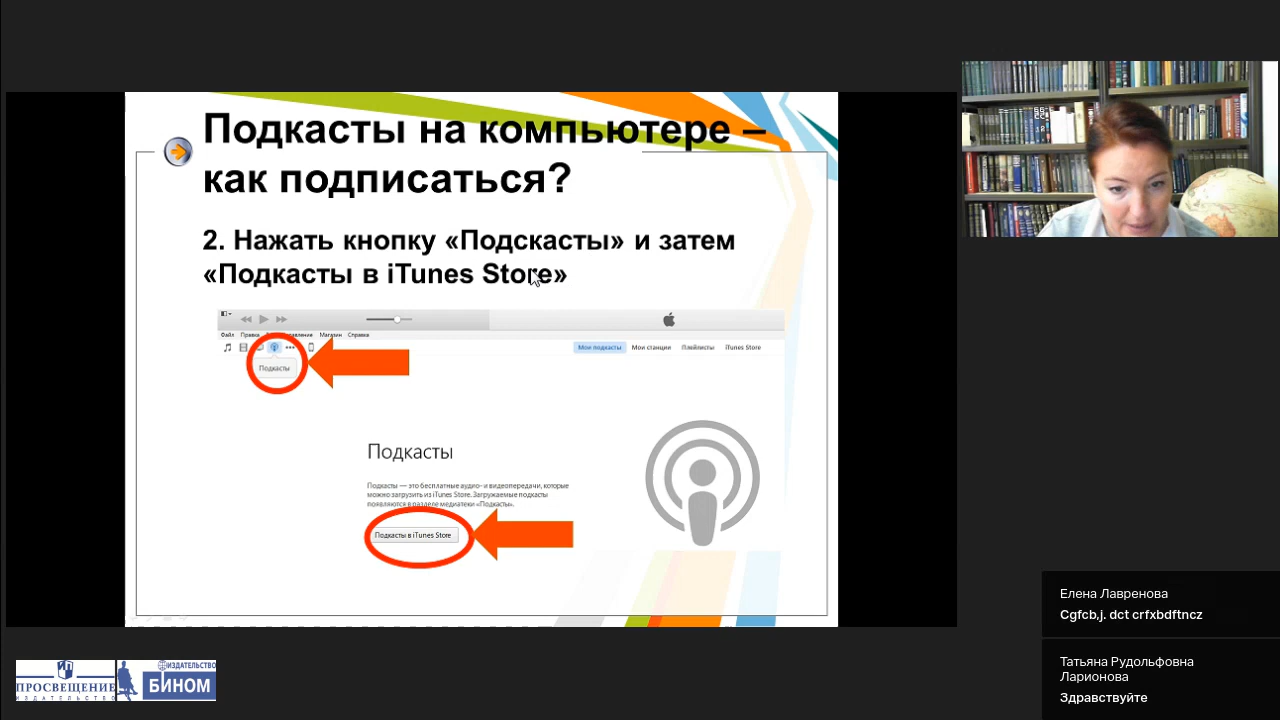 Подкасты на компьютере –
как подписаться?
2. Нажать кнопку «Подскасты» и затем
«Подкасты в iTunes Store»
Файл Правка Магазин Справка
Мои подкасты Мои станции Плейлисты iTunes Store
Подкасты
Подкасты
Подкасты — это бесплатные аудио- и видеопередачи, которые
можно загрузить из iTunes Store. Загружаемые подкасты
появляются в разделе медиатеки «Подкасты».
Подкасты в iTunes Store
Елена Лавренова
Cgfcb,j. dct crfxbdftncz
Татьяна Рудольфовна
Ларионова
Здравствуйте
ПРОСВЕЩЕНИЕ
ИЗДАТЕЛЬСТВО
ИЗДАТЕЛЬСТВО
БИНОМ